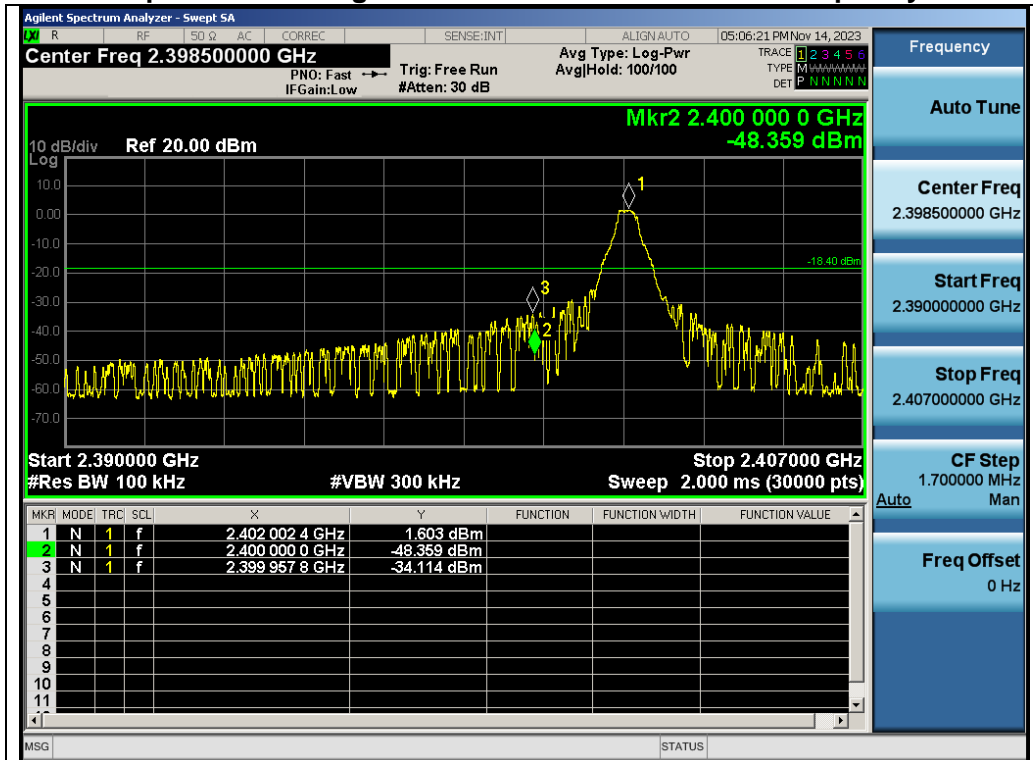 Agilent Spectrum Analyzer - Swept SA
LXI R RF 50 Ω AC CORREC SENSE:INT ALIGN AUTO 05:06:21 PM Nov 14, 2023
Center Freq 2.398500000 GHz
PNO: Fast
IFGain:Low
Trig: Free Run
#Atten: 30 dB
Avg Type: Log-Pwr
Avg|Hold: 100/100
TRACE 1 2 3 4 5 6
TYPE M WWWWW
DET P N N N N N
Mkr2 2.400 000 0 GHz
-48.359 dBm
10 dB/div Ref 20.00 dBm
Log
10.0
0.00
-10.0
-20.0
-30.0
-40.0
-50.0
-60.0
-70.0
1
-18.40 dBm
3
2
Start 2.390000 GHz Stop 2.407000 GHz
#Res BW 100 kHz #VBW 300 kHz Sweep 2.000 ms (30000 pts)
MKR MODE TRC SCL X Y FUNCTION FUNCTION WIDTH FUNCTION VALUE
1 N 1 f 2.402 002 4 GHz 1.603 dBm
2 N 1 f 2.400 000 0 GHz -48.359 dBm
3 N 1 f 2.399 957 8 GHz -34.114 dBm
4
5
6
7
8
9
10
11
MSG STATUS
Frequency
Auto Tune
Center Freq
2.398500000 GHz
Start Freq
2.390000000 GHz
Stop Freq
2.407000000 GHz
CF Step
1.700000 MHz
Auto Man
Freq Offset
0 Hz